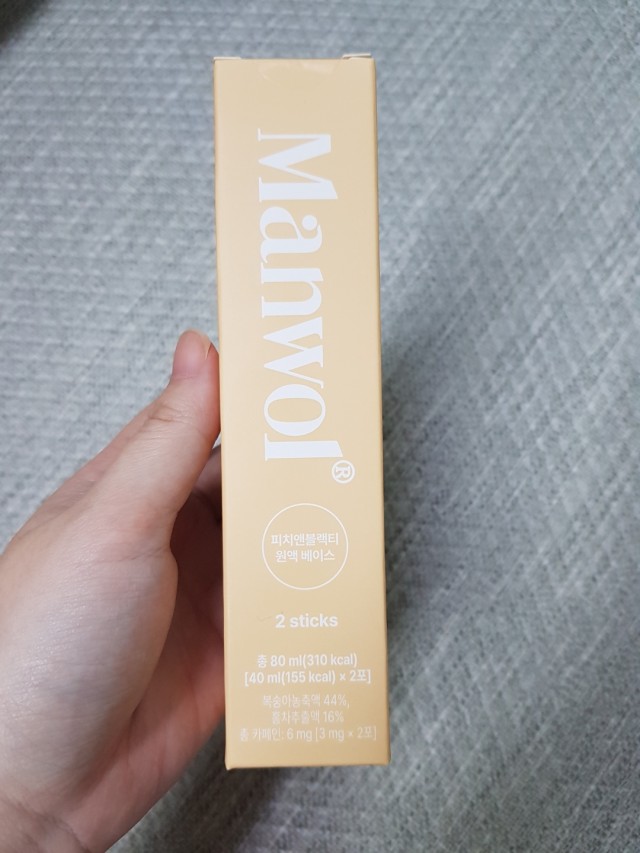 Manwol®
피치앤블랙티
원액 베이스
2 sticks
총 80 ml(310 kcal)
[40 ml(155 kcal) × 2포]
복숭아농축액 44%,
홍차추출액 16%
총 카페인: 6 mg [3 mg × 2포]